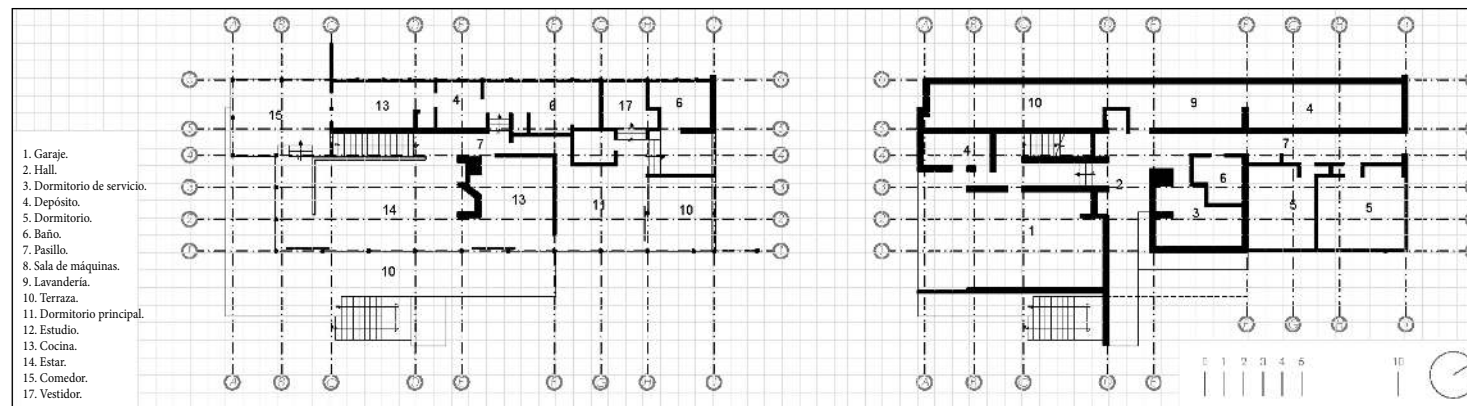 1. Garaje.
2. Hall.
3. Dormitorio de servicio.
4. Depósito.
5. Dormitorio.
6. Baño.
7. Pasillo.
8. Sala de máquinas.
9. Lavandería.
10. Terraza.
11. Dormitorio principal.
12. Estudio.
13. Cocina.
14. Estar.
15. Comedor.
17. Vestidor.
13 4 6 17 6
15
7
14 13 11 10
10
10 9 4
4 7
2 6
3 5 5
1
0 1 2 3 4 5 10